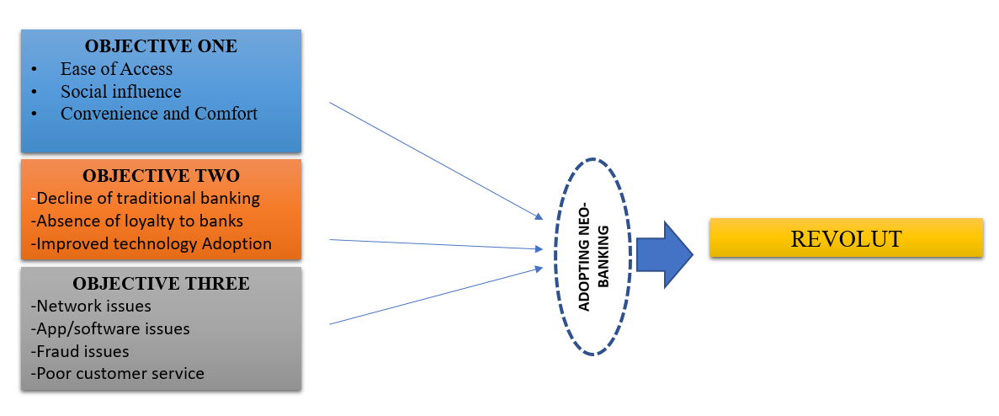 OBJECTIVE ONE
• Ease of Access
• Social influence
• Convenience and Comfort
OBJECTIVE TWO
-Decline of traditional banking
-Absence of loyalty to banks
-Improved technology Adoption
OBJECTIVE THREE
-Network issues
-App/software issues
-Fraud issues
-Poor customer service
ADOPTING NEO-
BANKING
REVOLUT